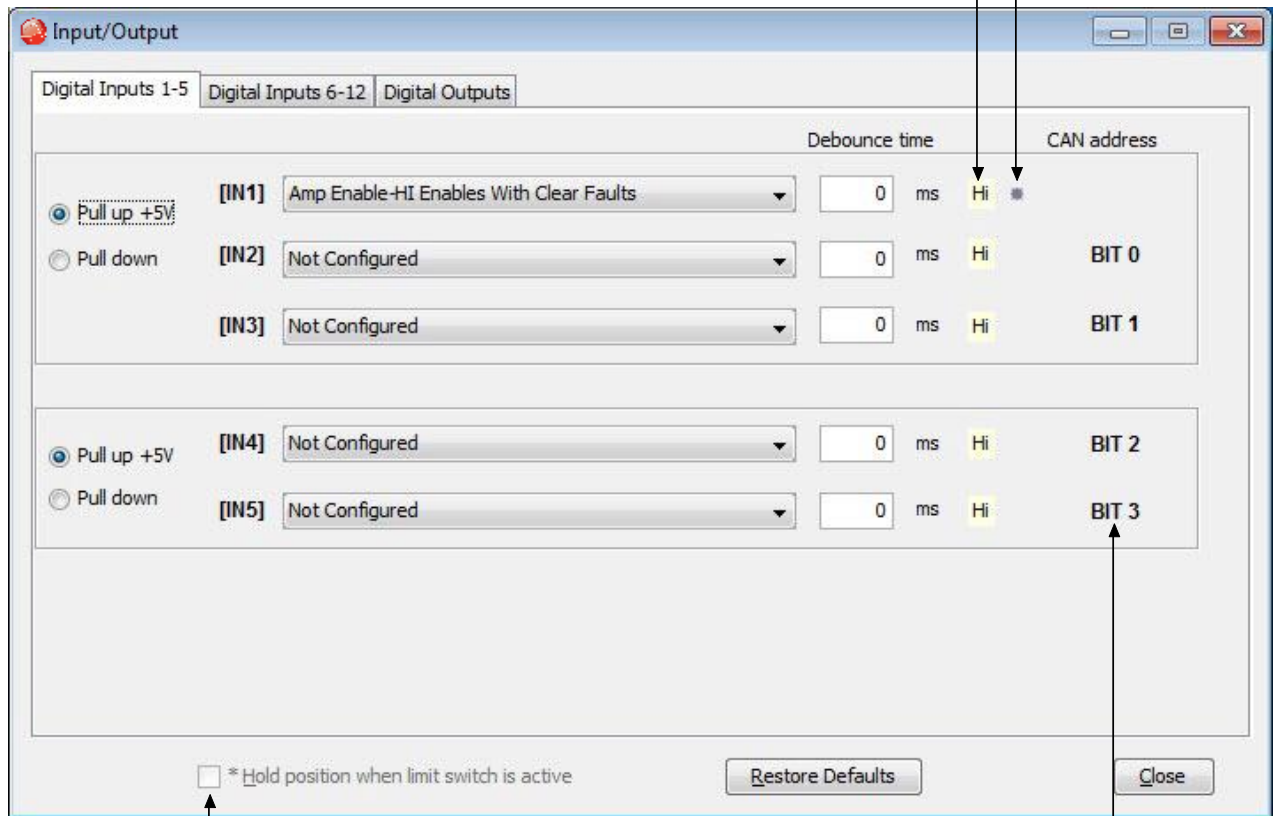 Input/Output
Digital Inputs 1-5 Digital Inputs 6-12 Digital Outputs
Debounce time CAN address
Pull up +5V [IN1] Amp Enable-HI Enables With Clear Faults 0 ms Hi
Pull down [IN2] Not Configured 0 ms Hi BIT 0
[IN3] Not Configured 0 ms Hi BIT 1
Pull up +5V [IN4] Not Configured 0 ms Hi BIT 2
Pull down [IN5] Not Configured 0 ms Hi BIT 3
* Hold position when limit switch is active Restore Defaults Close